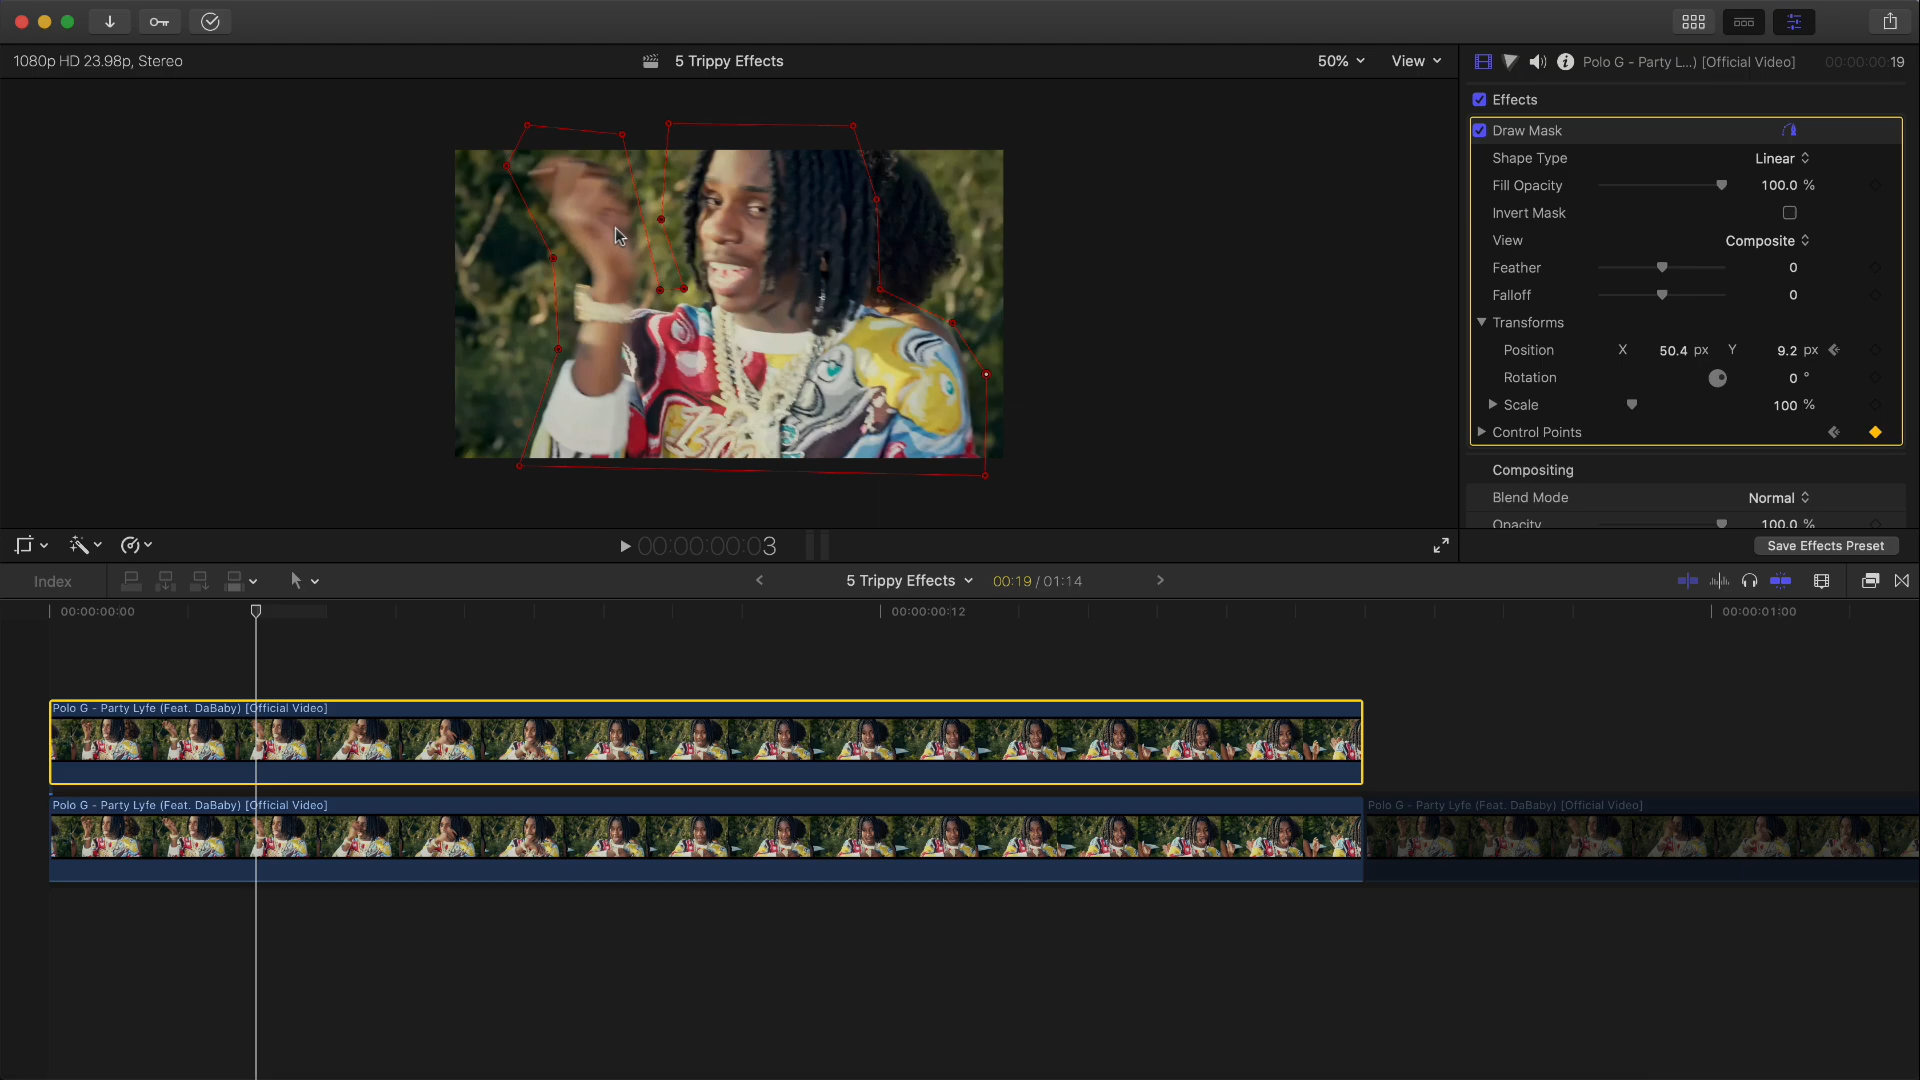 1080p HD 23.98p, Stereo
5 Trippy Effects
50%
View
Polo G - Party L...) [Official Video]
00:00:00:19
Effects
Draw Mask
Shape Type
Linear
Fill Opacity
100.0 %
Invert Mask
View
Composite
Feather
0
Falloff
0
Transforms
Position
X
50.4 px
Y
9.2 px
Rotation
0 °
Scale
100 %
Control Points
Compositing
Blend Mode
Normal
Opacity
100.0 %
00:00:00:03
Save Effects Preset
Index
5 Trippy Effects
00:19 / 01:14
00:00:00:00
00:00:00:12
00:00:01:00
Polo G - Party Lyfe (Feat. DaBaby) [Official Video]
Polo G - Party Lyfe (Feat. DaBaby) [Official Video]
Polo G - Party Lyfe (Feat. DaBaby) [Official Video]